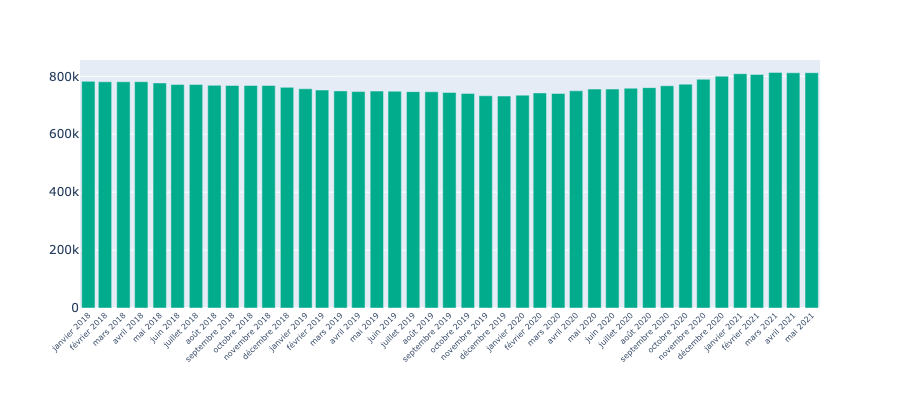 800k
600k
400k
200k
0
janvier 2018
février 2018
mars 2018
avril 2018
mai 2018
juin 2018
juillet 2018
août 2018
septembre 2018
octobre 2018
novembre 2018
décembre 2018
janvier 2019
février 2019
mars 2019
avril 2019
mai 2019
juin 2019
juillet 2019
août 2019
septembre 2019
octobre 2019
novembre 2019
décembre 2019
janvier 2020
février 2020
mars 2020
avril 2020
mai 2020
juin 2020
juillet 2020
août 2020
septembre 2020
octobre 2020
novembre 2020
décembre 2020
janvier 2021
février 2021
mars 2021
avril 2021
mai 2021